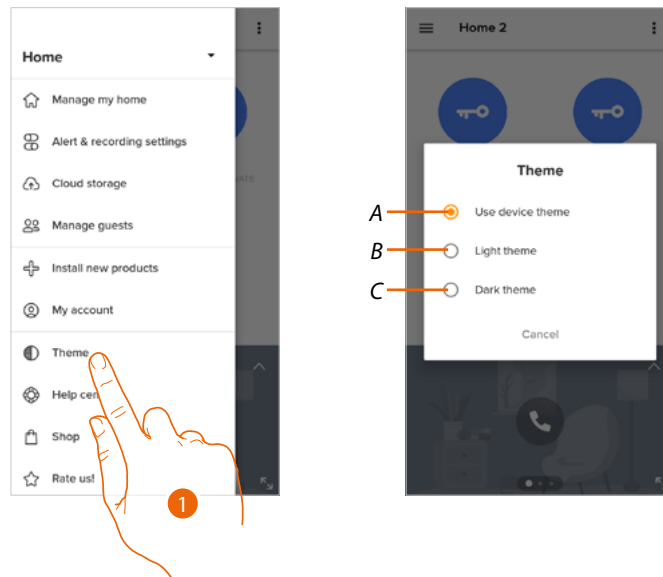 Home
Manage my home
Alert & recording settings
Cloud storage
Manage guests
Install new products
My account
Theme
Help cen
Shop
Rate us!
1
Home 2
Theme
A
Use device theme
B
Light theme
C
Dark theme
Cancel